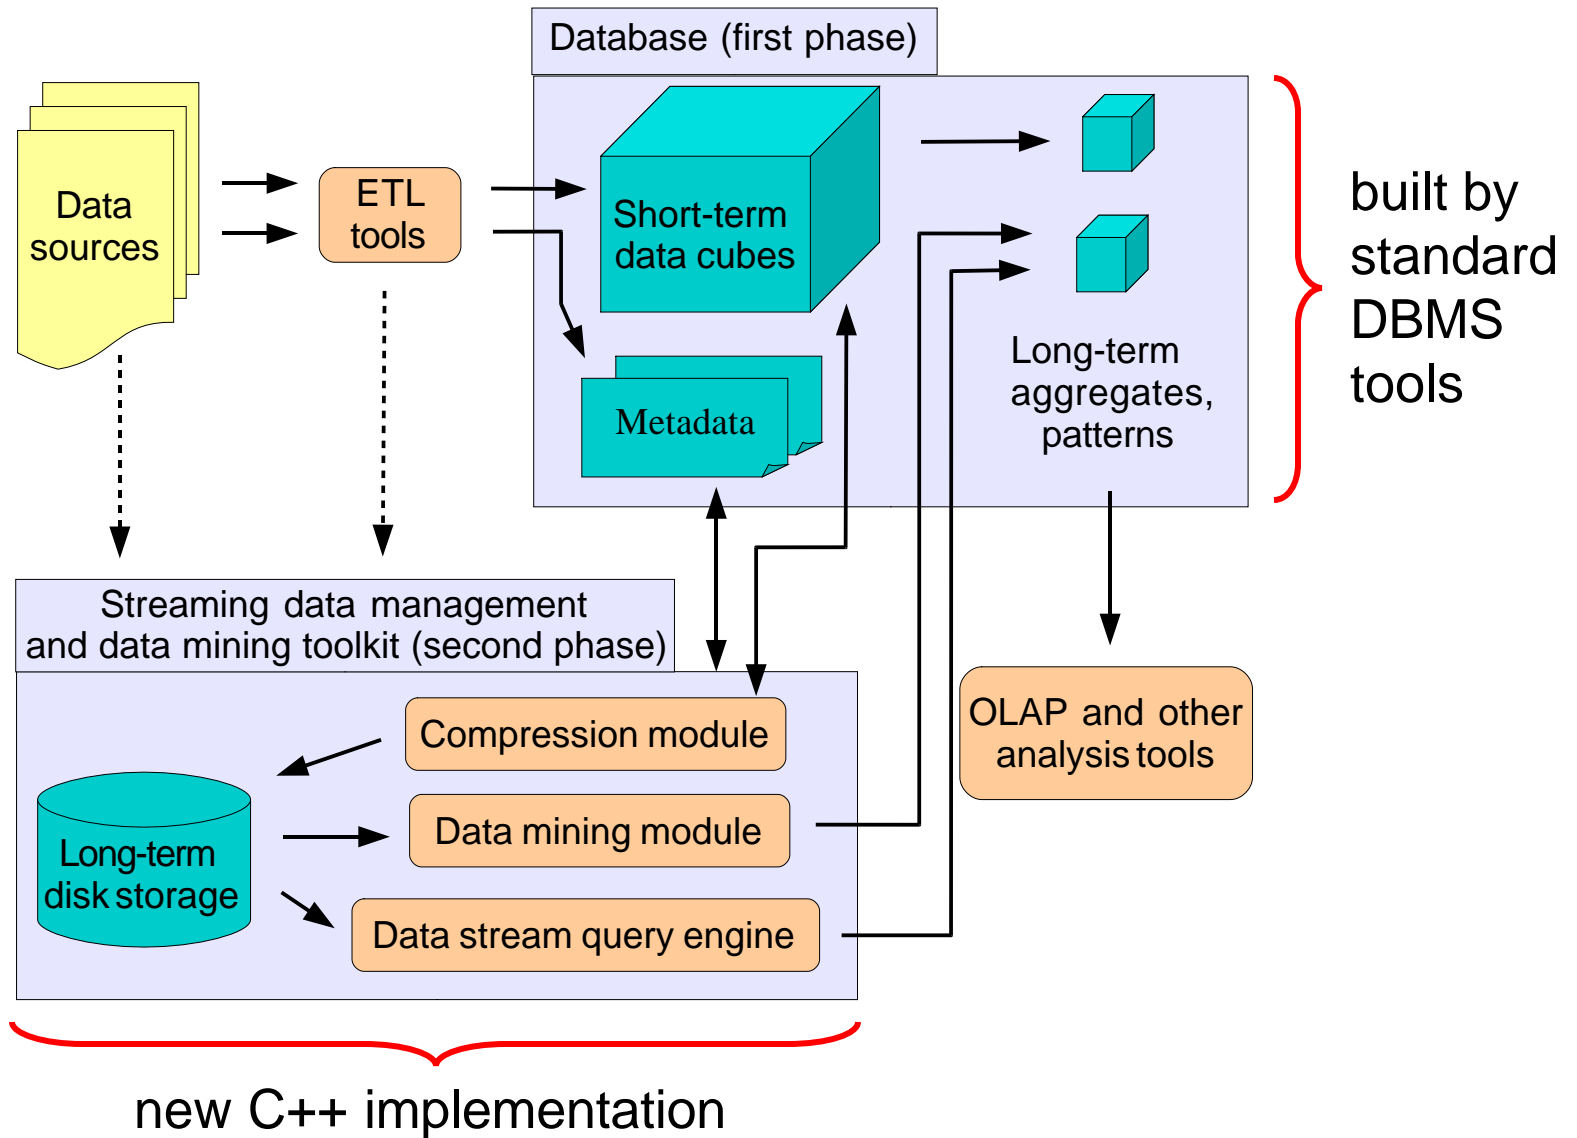 Database (first phase)
Data
sources
ETL
tools
Short-term
data cubes
Metadata
Long-term
aggregates,
patterns
built by
standard
DBMS
tools
Streaming data management
and data mining toolkit (second phase)
Compression module
Data mining module
Data stream query engine
Long-term
disk storage
OLAP and other
analysis tools
new C++ implementation